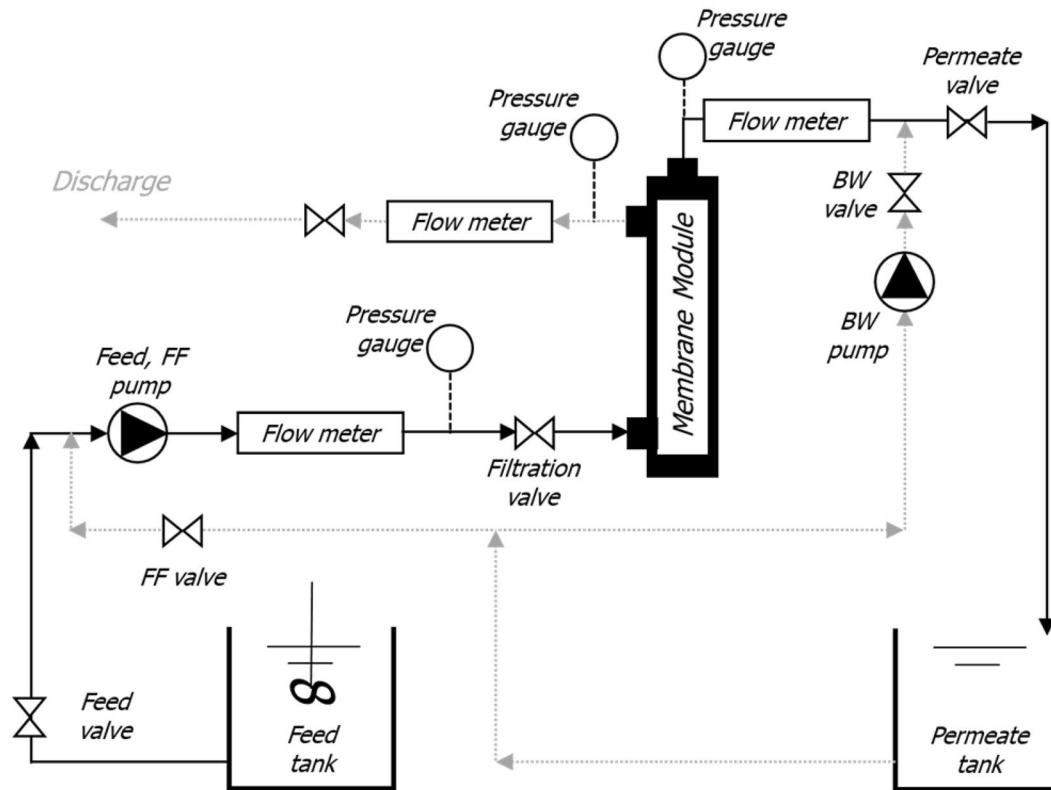 Pressure
gauge
Pressure
gauge
Permeate
valve
Flow meter
Discharge
Flow meter
BW
valve
Membrane Module
Pressure
gauge
BW
pump
Feed, FF
pump
Flow meter
Filtration
valve
FF valve
Feed
valve
Feed
tank
Permeate
tank